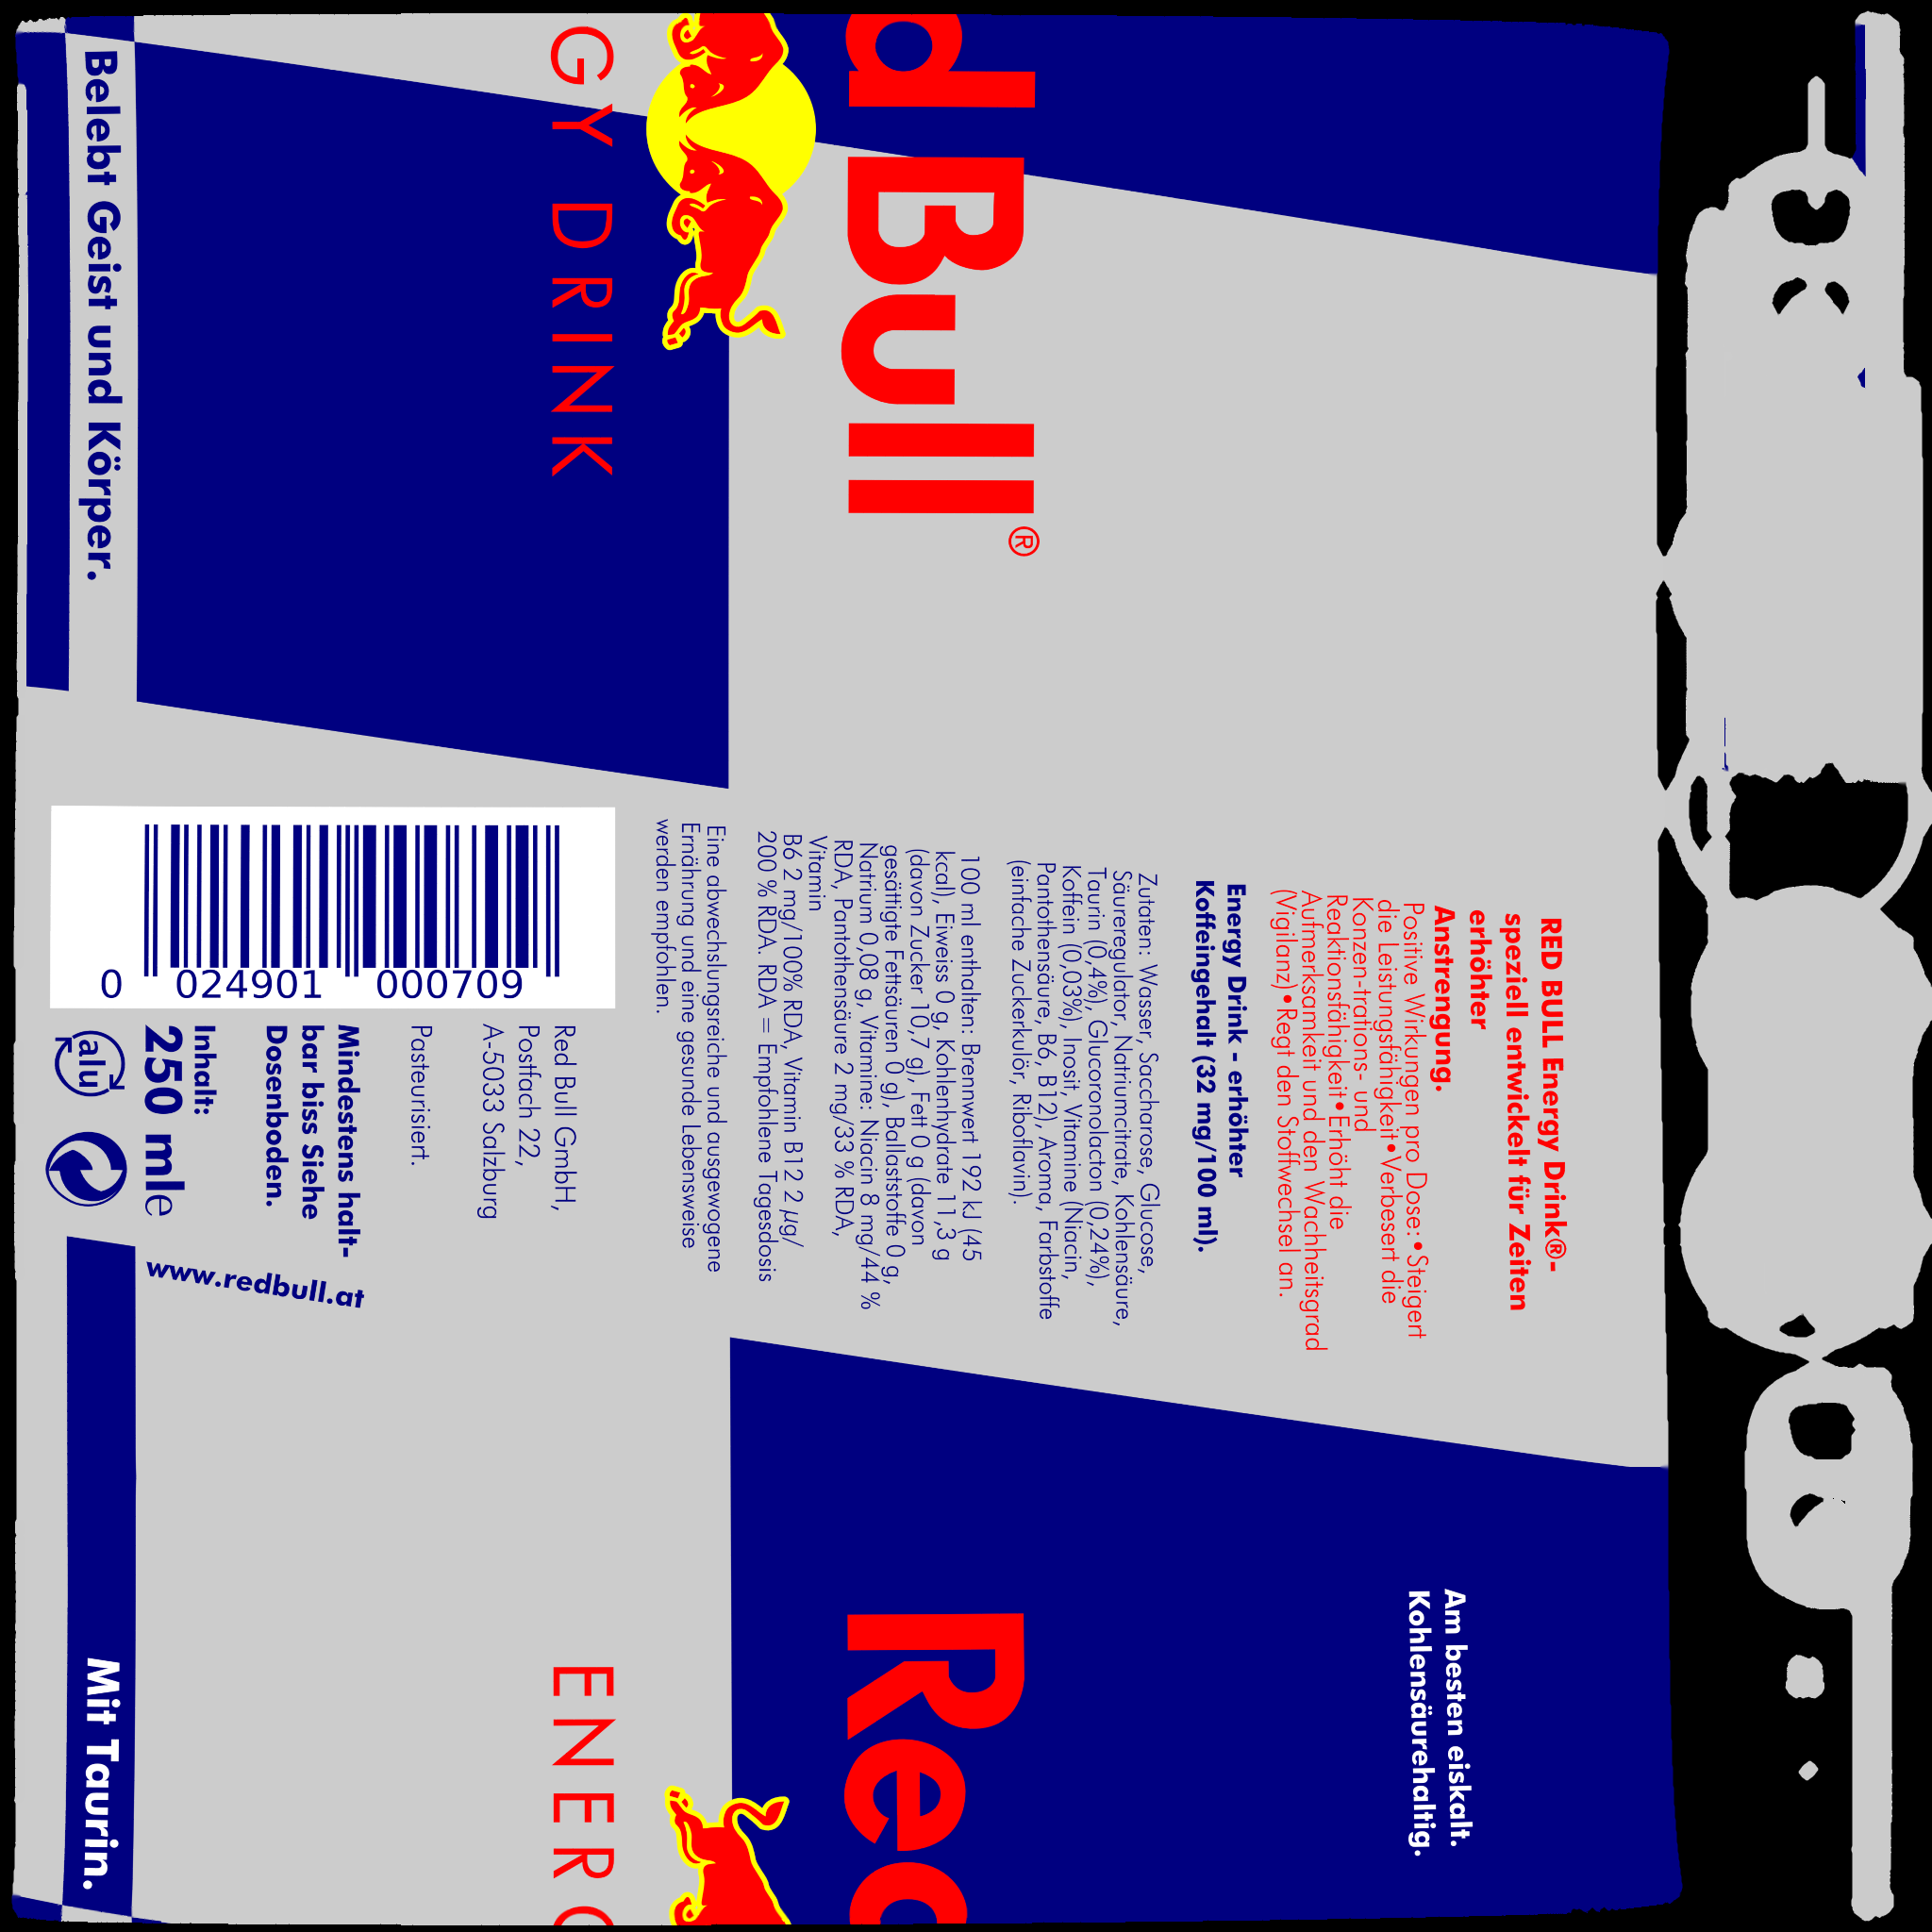 Red Bull®
ENERGY DRINK
Belebt Geist und Körper.
RED BULL Energy Drink®-
speziell entwickelt für Zeiten
erhöhter
Anstrengung.
Positive Wirkungen pro Dose: • Steigert
die Leistungsfähigkeit • Verbesert die
Konzen-trations- und
Reaktionsfähigkeit • Erhöht die
Aufmerksamkeit und den Wachheitsgrad
(Vigilanz) • Regt den Stoffwechsel an.
Energy Drink - erhöhter
Koffeingehalt (32 mg/100 ml).
Zutaten: Wasser, Saccharose, Glucose,
Säureregulator, Natriumcitrate, Kohlensäure,
Taurin (0,4%), Glucoronolacton (0,24%),
Koffein (0,03%), Inosit, Vitamine (Niacin,
Pantothensäure, B6, B12), Aroma, Farbstoffe
(einfache Zuckerkulör, Riboflavin).
100 ml enthalten: Brennwert 192 kJ (45
kcal), Eiweiss 0 g, Kohlenhydrate 11,3 g
(davon Zucker 10,7 g), Fett 0 g (davon
gesättigte Fettsäuren 0 g), Ballaststoffe 0 g,
Natrium 0,08 g, Vitamine: Niacin 8 mg/44 %
RDA, Pantothensäure 2 mg/33 % RDA,
Vitamin
B6 2 mg/100% RDA, Vitamin B12 2 µg/
200 % RDA. RDA = Empfohlene Tagesdosis
Eine abwechslungsreiche und ausgewogene
Ernährung und eine gesunde Lebensweise
werden empfohlen.
Red Bull GmbH,
Postfach 22,
A-5033 Salzburg
Pasteurisiert.
Mindestens halt-
bar biss Siehe
Dosenboden.
Inhalt:
250 mle
alu
0 024901 000709
www.redbull.at
Am besten eiskalt.
Kohlensäurehaltig.
Mit Taurin.